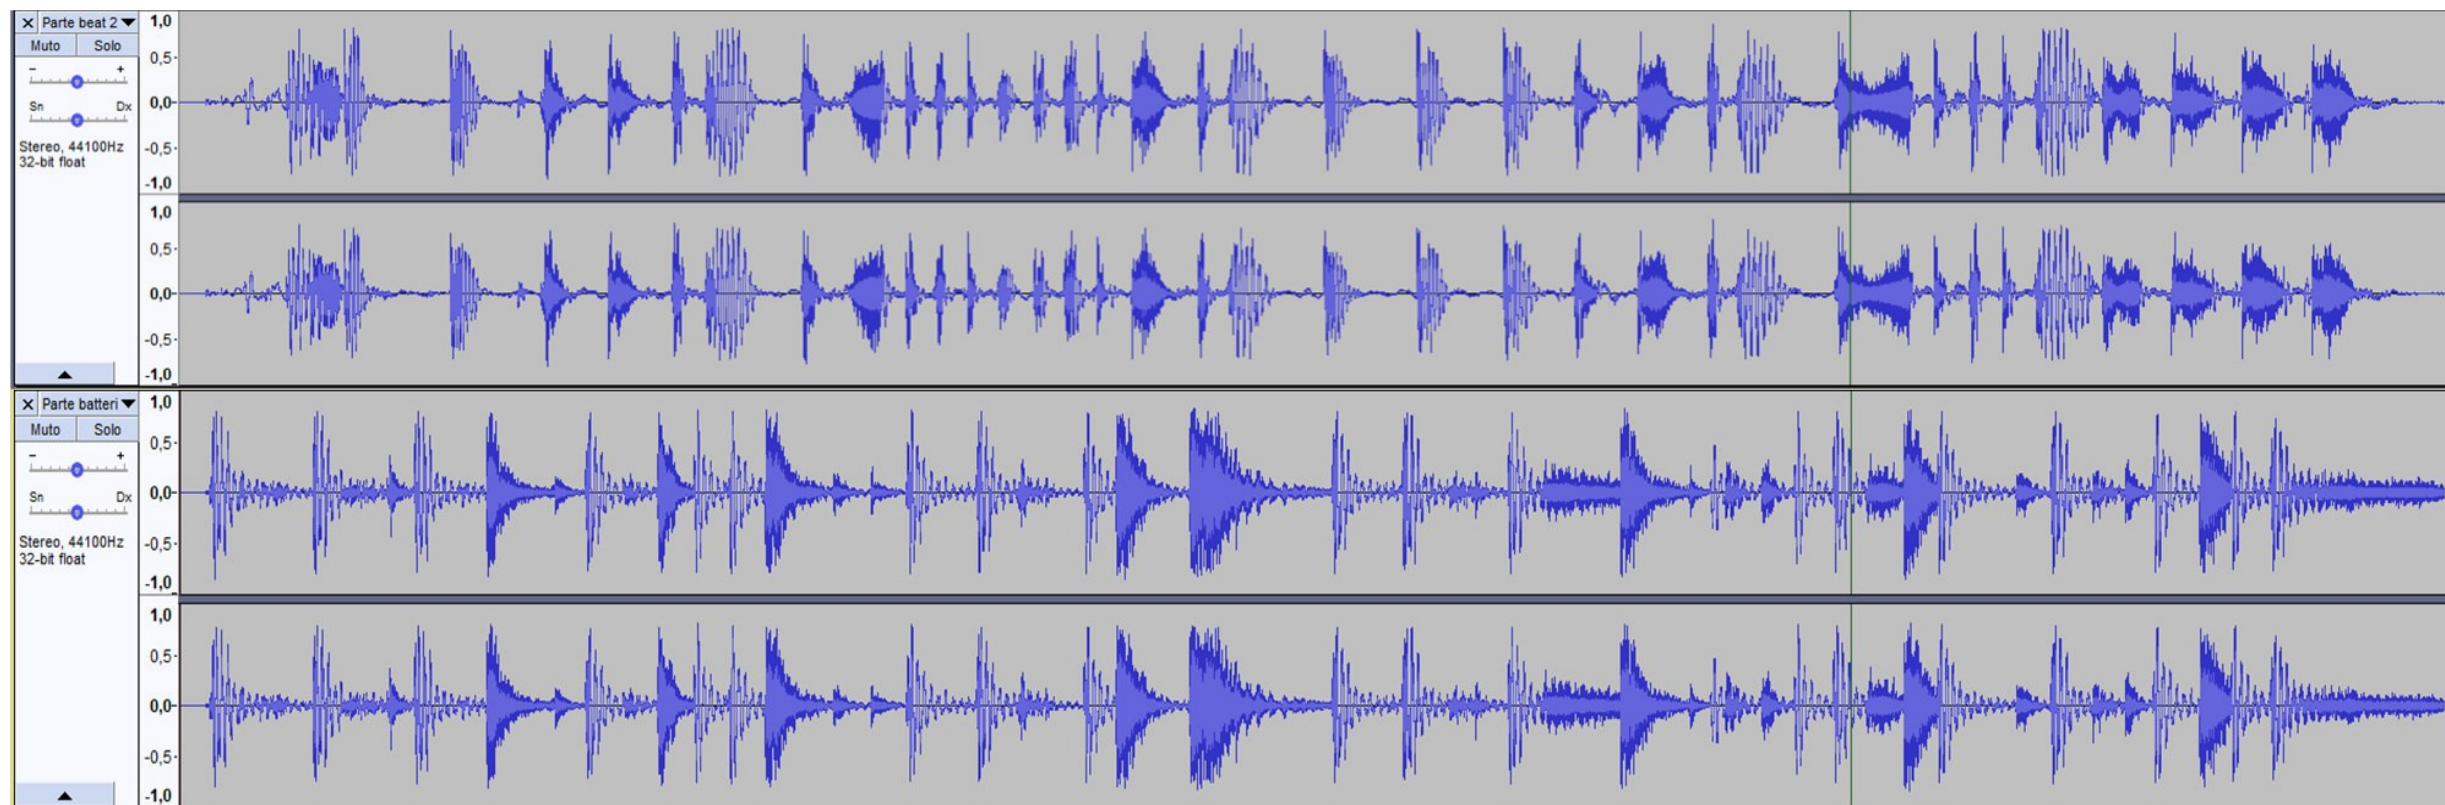 Parte beat 2
Muto Solo
- +
Sn Dx
Stereo, 44100Hz
32-bit float
1,0
0,5
0,0
-0,5
-1,0
1,0
0,5
0,0
-0,5
-1,0
Parte batteri
Muto Solo
- +
Sn Dx
Stereo, 44100Hz
32-bit float
1,0
0,5
0,0
-0,5
-1,0
1,0
0,5
0,0
-0,5
-1,0